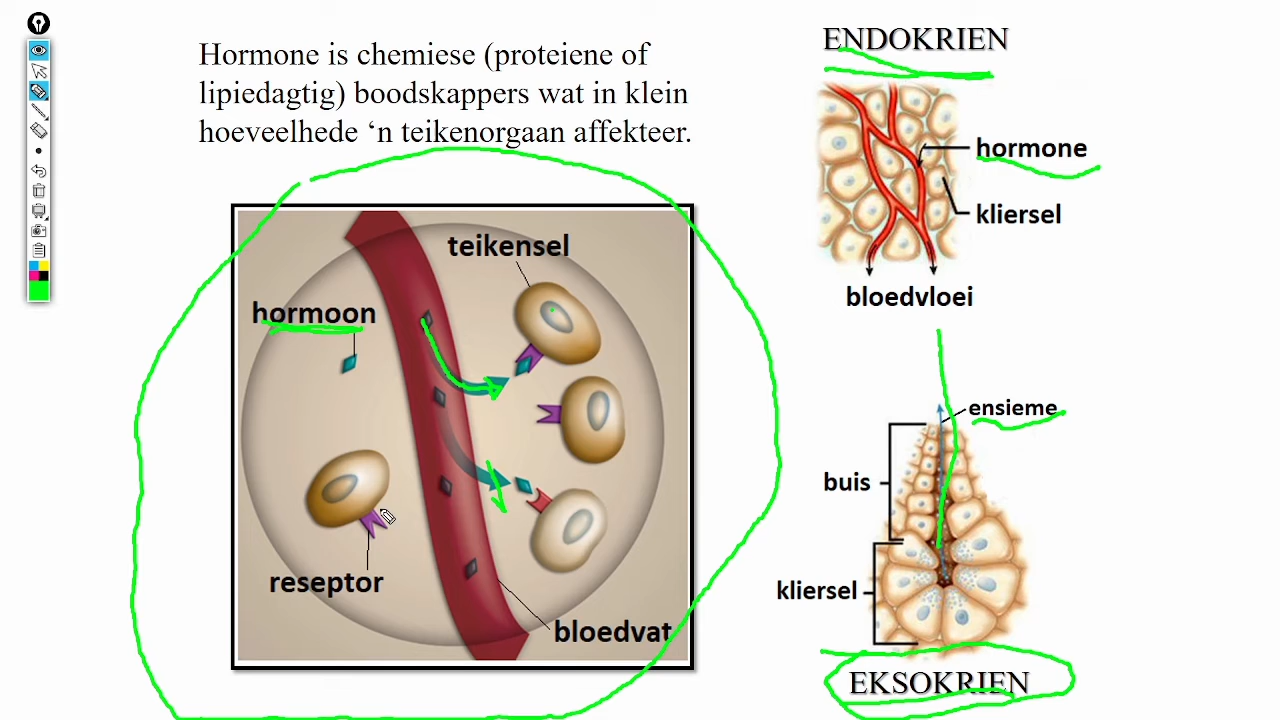 Hormone is chemiese (proteiene of
lipiedagtig) boodskappers wat in klein
hoeveelhede ‘n teikenorgaan affekteer.
teikensel
hormoon
reseptor
bloedvat
ENDOKRIEN
hormone
kliersel
bloedvloei
ensieme
buis
kliersel
EKSOKRIEN